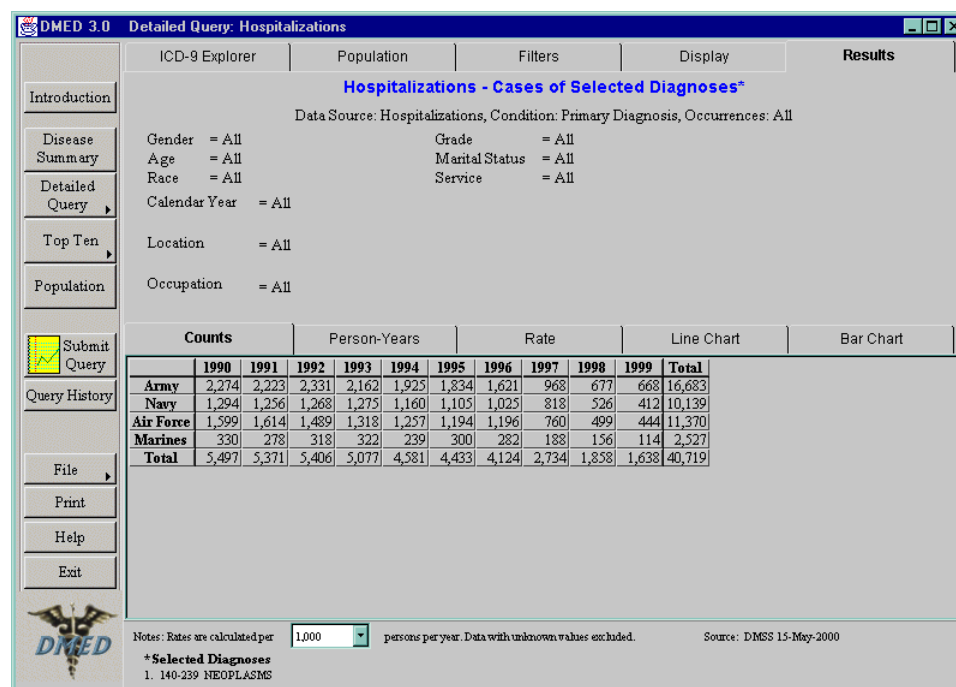 DMED 3.0 Detailed Query: Hospitalizations
ICD-9 Explorer Population Filters Display Results
Introduction
Disease Summary
Detailed Query
Top Ten
Population
Submit Query
Query History
File
Print
Help
Exit
DMED
Hospitalizations - Cases of Selected Diagnoses*
Data Source: Hospitalizations, Condition: Primary Diagnosis, Occurrences: All
Gender = All Grade = All
Age = All Marital Status = All
Race = All Service = All
Calendar Year = All
Location = All
Occupation = All
Counts Person-Years Rate Line Chart Bar Chart
1990 1991 1992 1993 1994 1995 1996 1997 1998 1999 Total
Army 2,274 2,223 2,331 2,162 1,925 1,834 1,621 968 677 668 16,683
Navy 1,294 1,256 1,268 1,275 1,160 1,105 1,025 818 526 412 10,139
Air Force 1,599 1,614 1,489 1,318 1,257 1,194 1,196 760 499 444 11,370
Marines 330 278 318 322 239 300 282 188 156 114 2,527
Total 5,497 5,371 5,406 5,077 4,581 4,433 4,124 2,734 1,858 1,638 40,719
Notes: Rates are calculated per 1,000 persons per year. Data with unknown values excluded. Source: DMSS 15-May-2000
*Selected Diagnoses
1. 140-239 NEOPLASMS